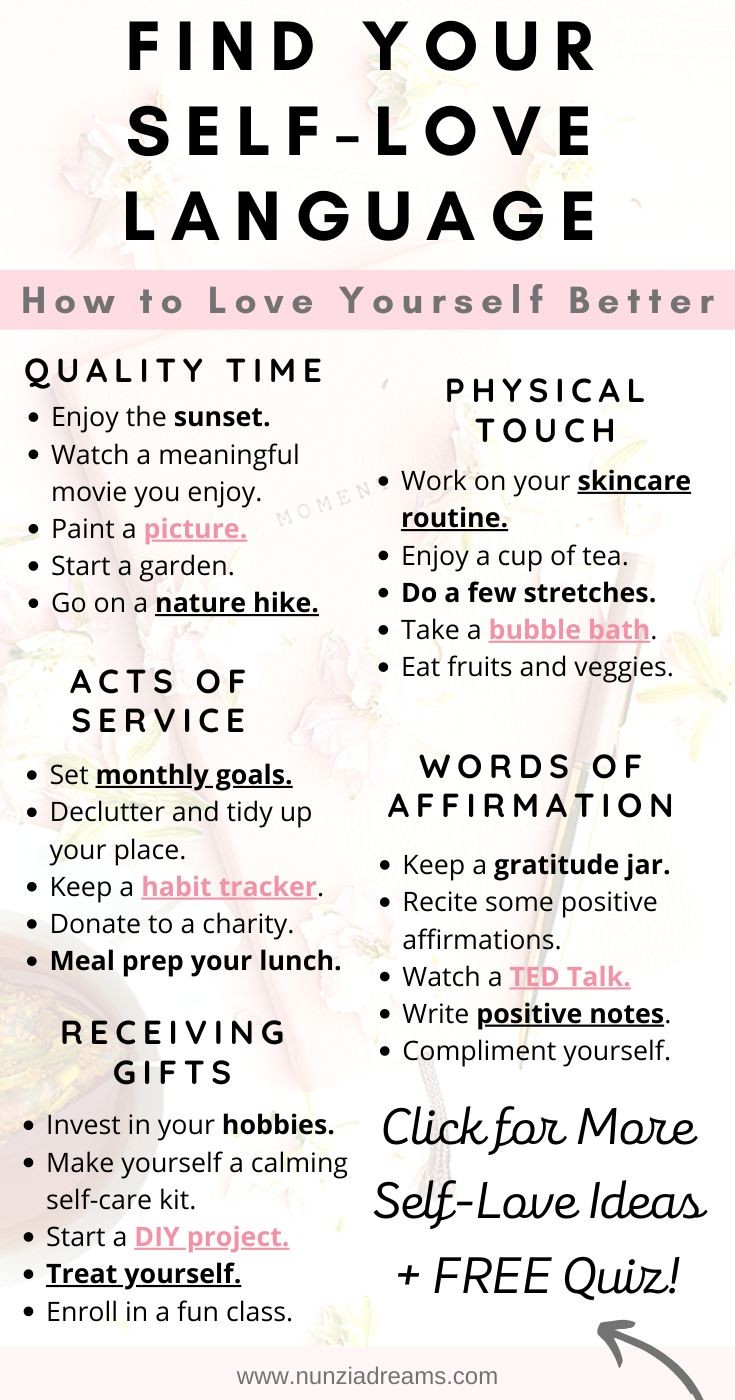 FIND YOUR
SELF-LOVE
LANGUAGE
How to Love Yourself Better
QUALITY TIME
• Enjoy the sunset.
• Watch a meaningful
movie you enjoy.
• Paint a picture.
• Start a garden.
• Go on a nature hike.
ACTS OF
SERVICE
• Set monthly goals.
• Declutter and tidy up
your place.
• Keep a habit tracker.
• Donate to a charity.
• Meal prep your lunch.
RECEIVING
GIFTS
• Invest in your hobbies.
• Make yourself a calming
self-care kit.
• Start a DIY project.
• Treat yourself.
• Enroll in a fun class.
PHYSICAL
TOUCH
• Work on your skincare
routine.
• Enjoy a cup of tea.
• Do a few stretches.
• Take a bubble bath.
• Eat fruits and veggies.
WORDS OF
AFFIRMATION
• Keep a gratitude jar.
• Recite some positive
affirmations.
• Watch a TED Talk.
• Write positive notes.
• Compliment yourself.
Click for More
Self-Love Ideas
+ FREE Quiz!
www.nunziadreams.com